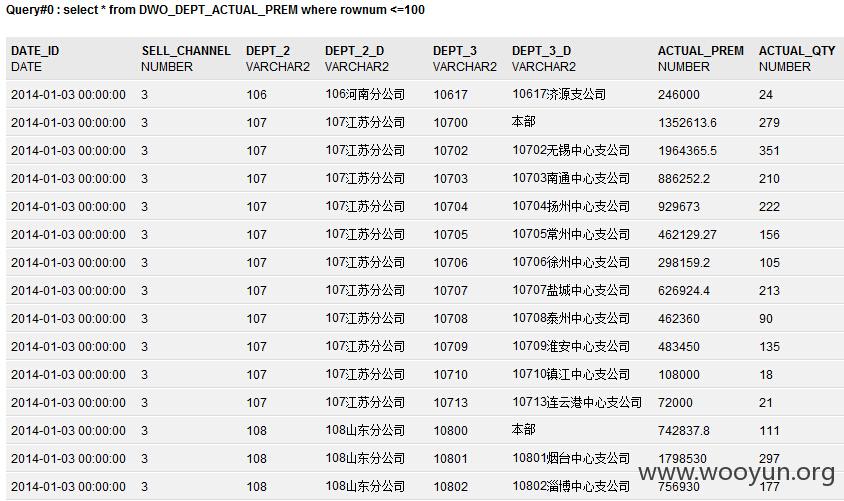 Query#0 : select * from DWO_DEPT_ACTUAL_PREM where rownum <=100
DATE_ID SELL_CHANNEL DEPT_2 DEPT_2_D DEPT_3 DEPT_3_D ACTUAL_PREM ACTUAL_QTY
DATE NUMBER VARCHAR2 VARCHAR2 VARCHAR2 VARCHAR2 NUMBER NUMBER
2014-01-03 00:00:00 3 106 106河南分公司 10617 10617济源支公司 246000 24
2014-01-03 00:00:00 3 107 107江苏分公司 10700 本部 1352613.6 279
2014-01-03 00:00:00 3 107 107江苏分公司 10702 10702无锡中心支公司 1964365.5 351
2014-01-03 00:00:00 3 107 107江苏分公司 10703 10703南通中心支公司 886252.2 210
2014-01-03 00:00:00 3 107 107江苏分公司 10704 10704扬州中心支公司 929673 222
2014-01-03 00:00:00 3 107 107江苏分公司 10705 10705常州中心支公司 462129.27 156
2014-01-03 00:00:00 3 107 107江苏分公司 10706 10706徐州中心支公司 298159.2 105
2014-01-03 00:00:00 3 107 107江苏分公司 10707 10707盐城中心支公司 626924.4 213
2014-01-03 00:00:00 3 107 107江苏分公司 10708 10708泰州中心支公司 462360 90
2014-01-03 00:00:00 3 107 107江苏分公司 10709 10709淮安中心支公司 483450 135
2014-01-03 00:00:00 3 107 107江苏分公司 10710 10710镇江中心支公司 108000 18
2014-01-03 00:00:00 3 107 107江苏分公司 10713 10713连云港中心支公司 72000 21
2014-01-03 00:00:00 3 108 108山东分公司 10800 本部 742837.8 111
2014-01-03 00:00:00 3 108 108山东分公司 10801 10801烟台中心支公司 1798530 297
2014-01-03 00:00:00 3 108 108山东分公司 10802 10802淄博中心支公司 756930 177
www.wooyun.org